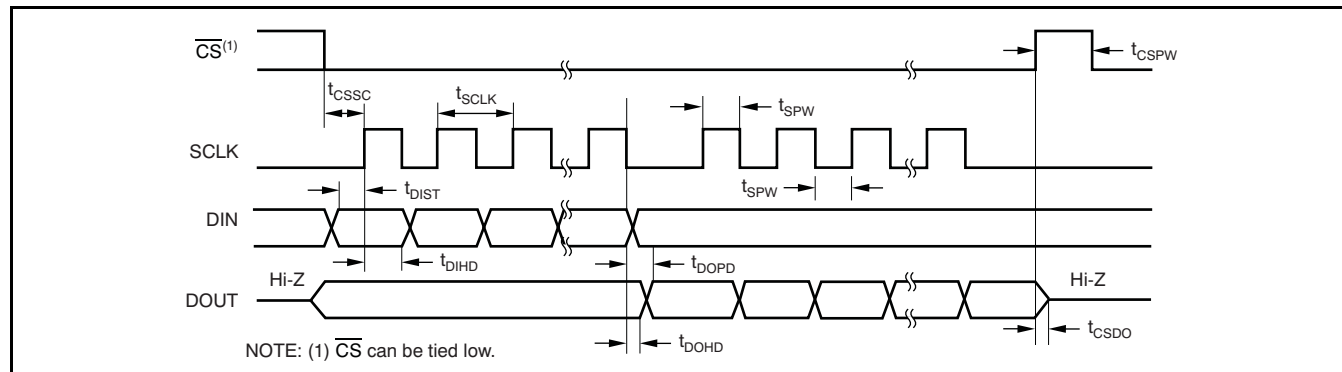 CS(1)
tCSPW
tCSSC
tSCLK
tSPW
SCLK
tDIST
tSPW
DIN
tDIHD
tDOPD
Hi-Z
Hi-Z
DOUT
tCSDO
tDOHD
NOTE: (1) CS can be tied low.